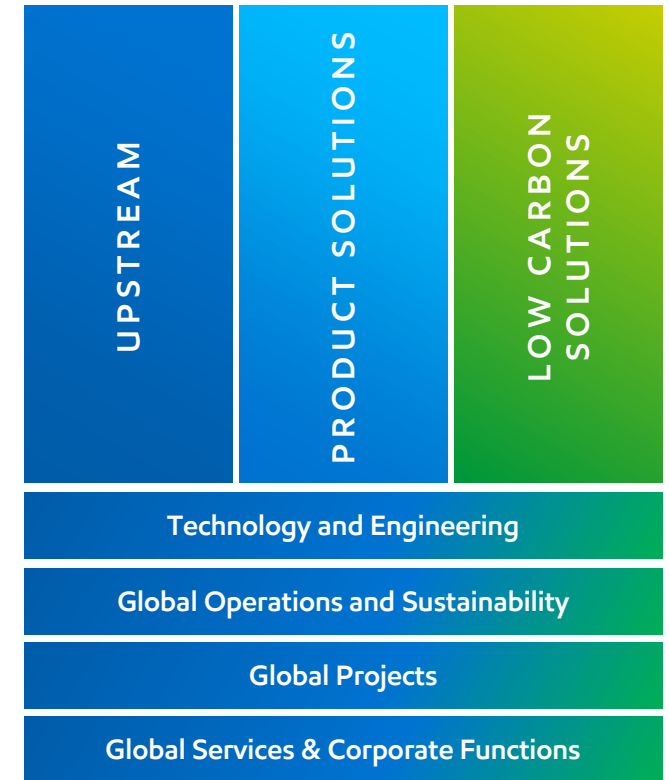 UPSTREAM
PRODUCT SOLUTIONS
LOW CARBON
SOLUTIONS
Technology and Engineering
Global Operations and Sustainability
Global Projects
Global Services & Corporate Functions